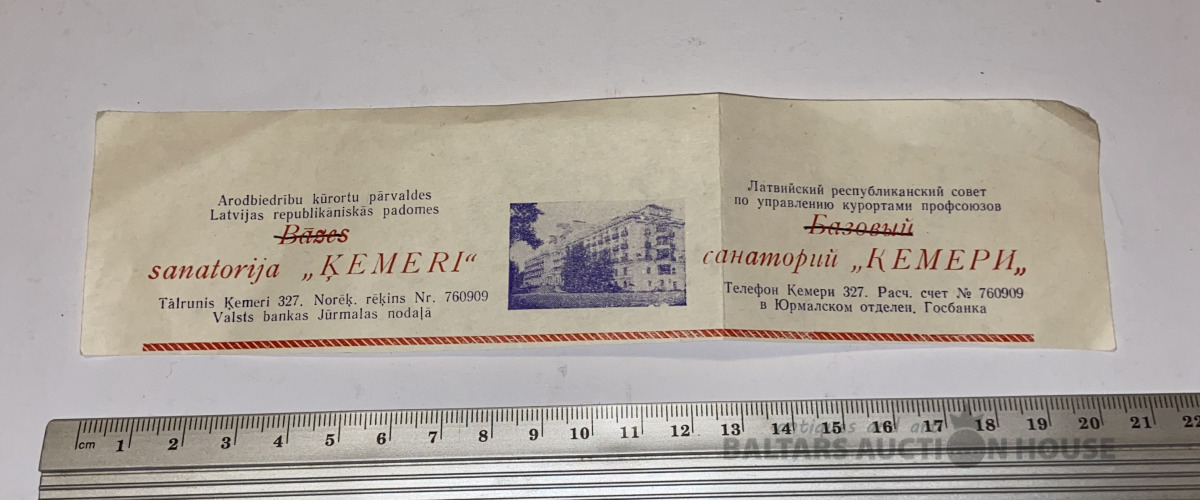 Arodbiedrību kūrortu pārvaldes
Latvijas republikāniskās padomes
Bāzes
sanatorija „ĶEMERI“
Tālrunis Ķemeri 327. Norēķ. rēķins Nr. 760909
Valsts bankas Jūrmalas nodaļā
Латвийский республиканский совет
по управлению курортами профсоюзов
Базовый
санаторий „КЕМЕРИ„
Телефон Кемери 327. Расч. счет № 760909
в Юрмалском отделен. Госбанка
cm 1 2 3 4 5 6 7 8 9 10 11 12 13 14 15 16 17 18 19 20 21 22
BALTARS AUCTION HOUSE